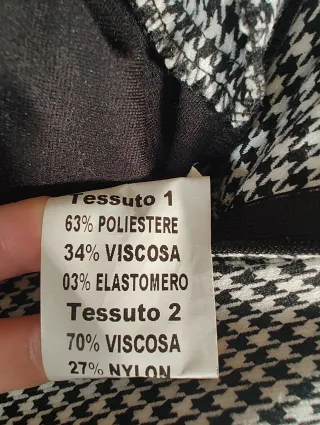 Tessuto 1
63% POLIESTERE
34% VISCOSA
03% ELASTOMERO
Tessuto 2
70% VISCOSA
27% NYLON